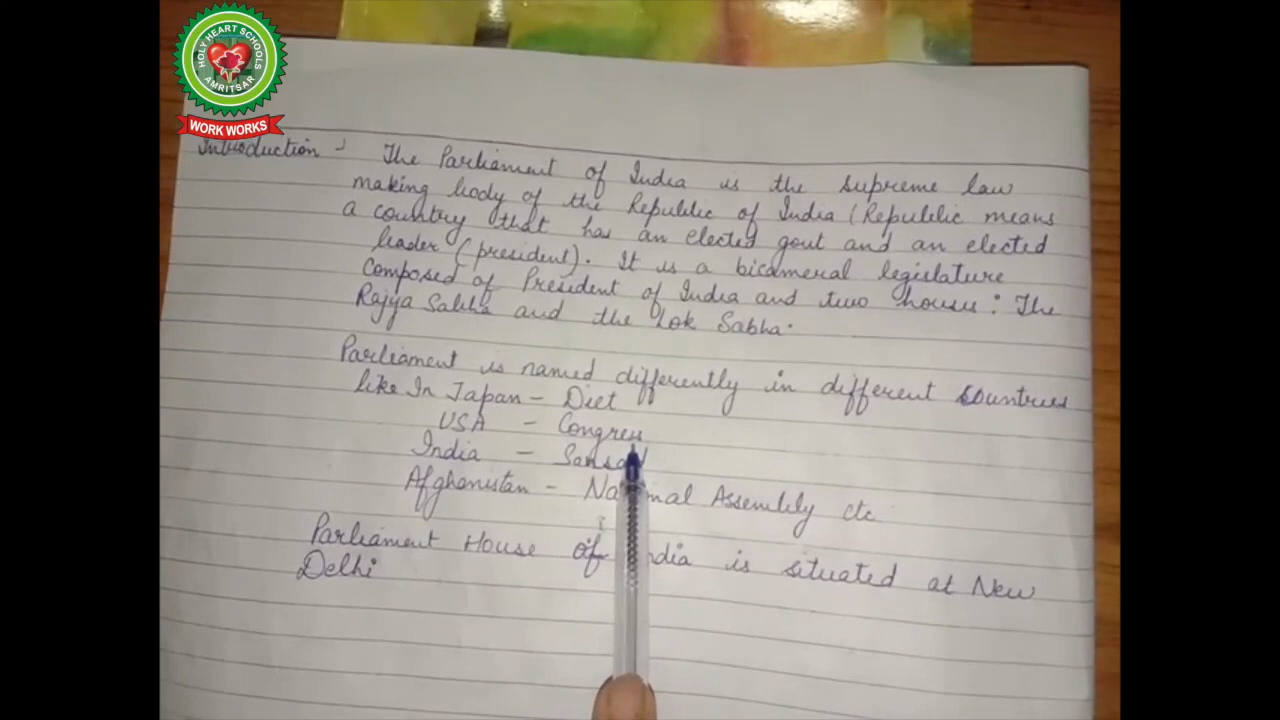 HOLY HEART SCHOOLS
AMRITSAR
WORK WORKS
Introduction - The Parliament of India is the supreme law
making body of the Republic of India (Republic means
a country that has an elected govt and an elected
leader (president). It is a bicameral legislature
composed of President of India and two houses: The
Rajya Sabha and the Lok Sabha.
Parliament is named differently in different countries
like In Japan - Diet
USA - Congress
India - Sansad
Afghanistan - National Assembly etc
Parliament House of India is situated at New
Delhi